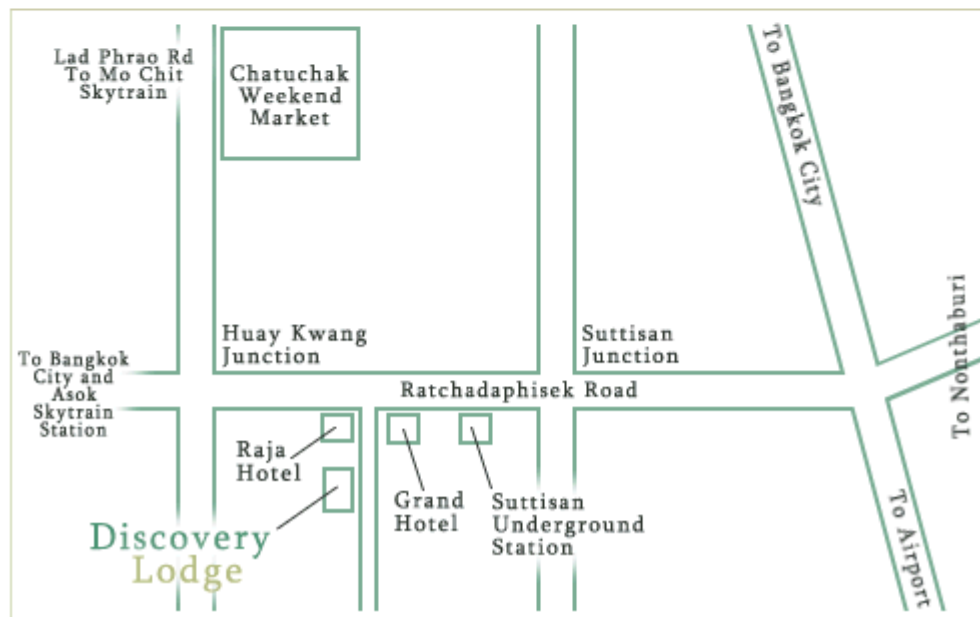 Lad Phrao Rd
To Mo Chit
Skytrain
Chatuchak
Weekend
Market
To Bangkok City
Huay Kwang
Junction
Suttisan
Junction
To Nonthaburi
To Bangkok
City and
Asok
Skytrain
Station
Ratchadaphisek Road
Raja
Hotel
Grand
Hotel
Suttisan
Underground
Station
Discovery
Lodge
To Airport